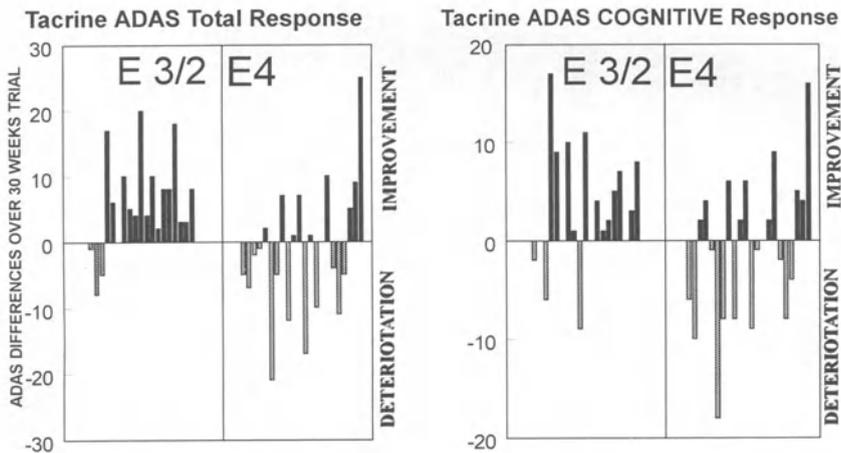 Tacrine ADAS Total Response
ADAS DIFFERENCES OVER 30 WEEKS TRIAL
30
20
10
0
-10
-20
-30
E 3/2 E4
IMPROVEMENT
DETERIOTATION
Tacrine ADAS COGNITIVE Response
20
10
0
-10
-20
E 3/2 E4
IMPROVEMENT
DETERIOTATION